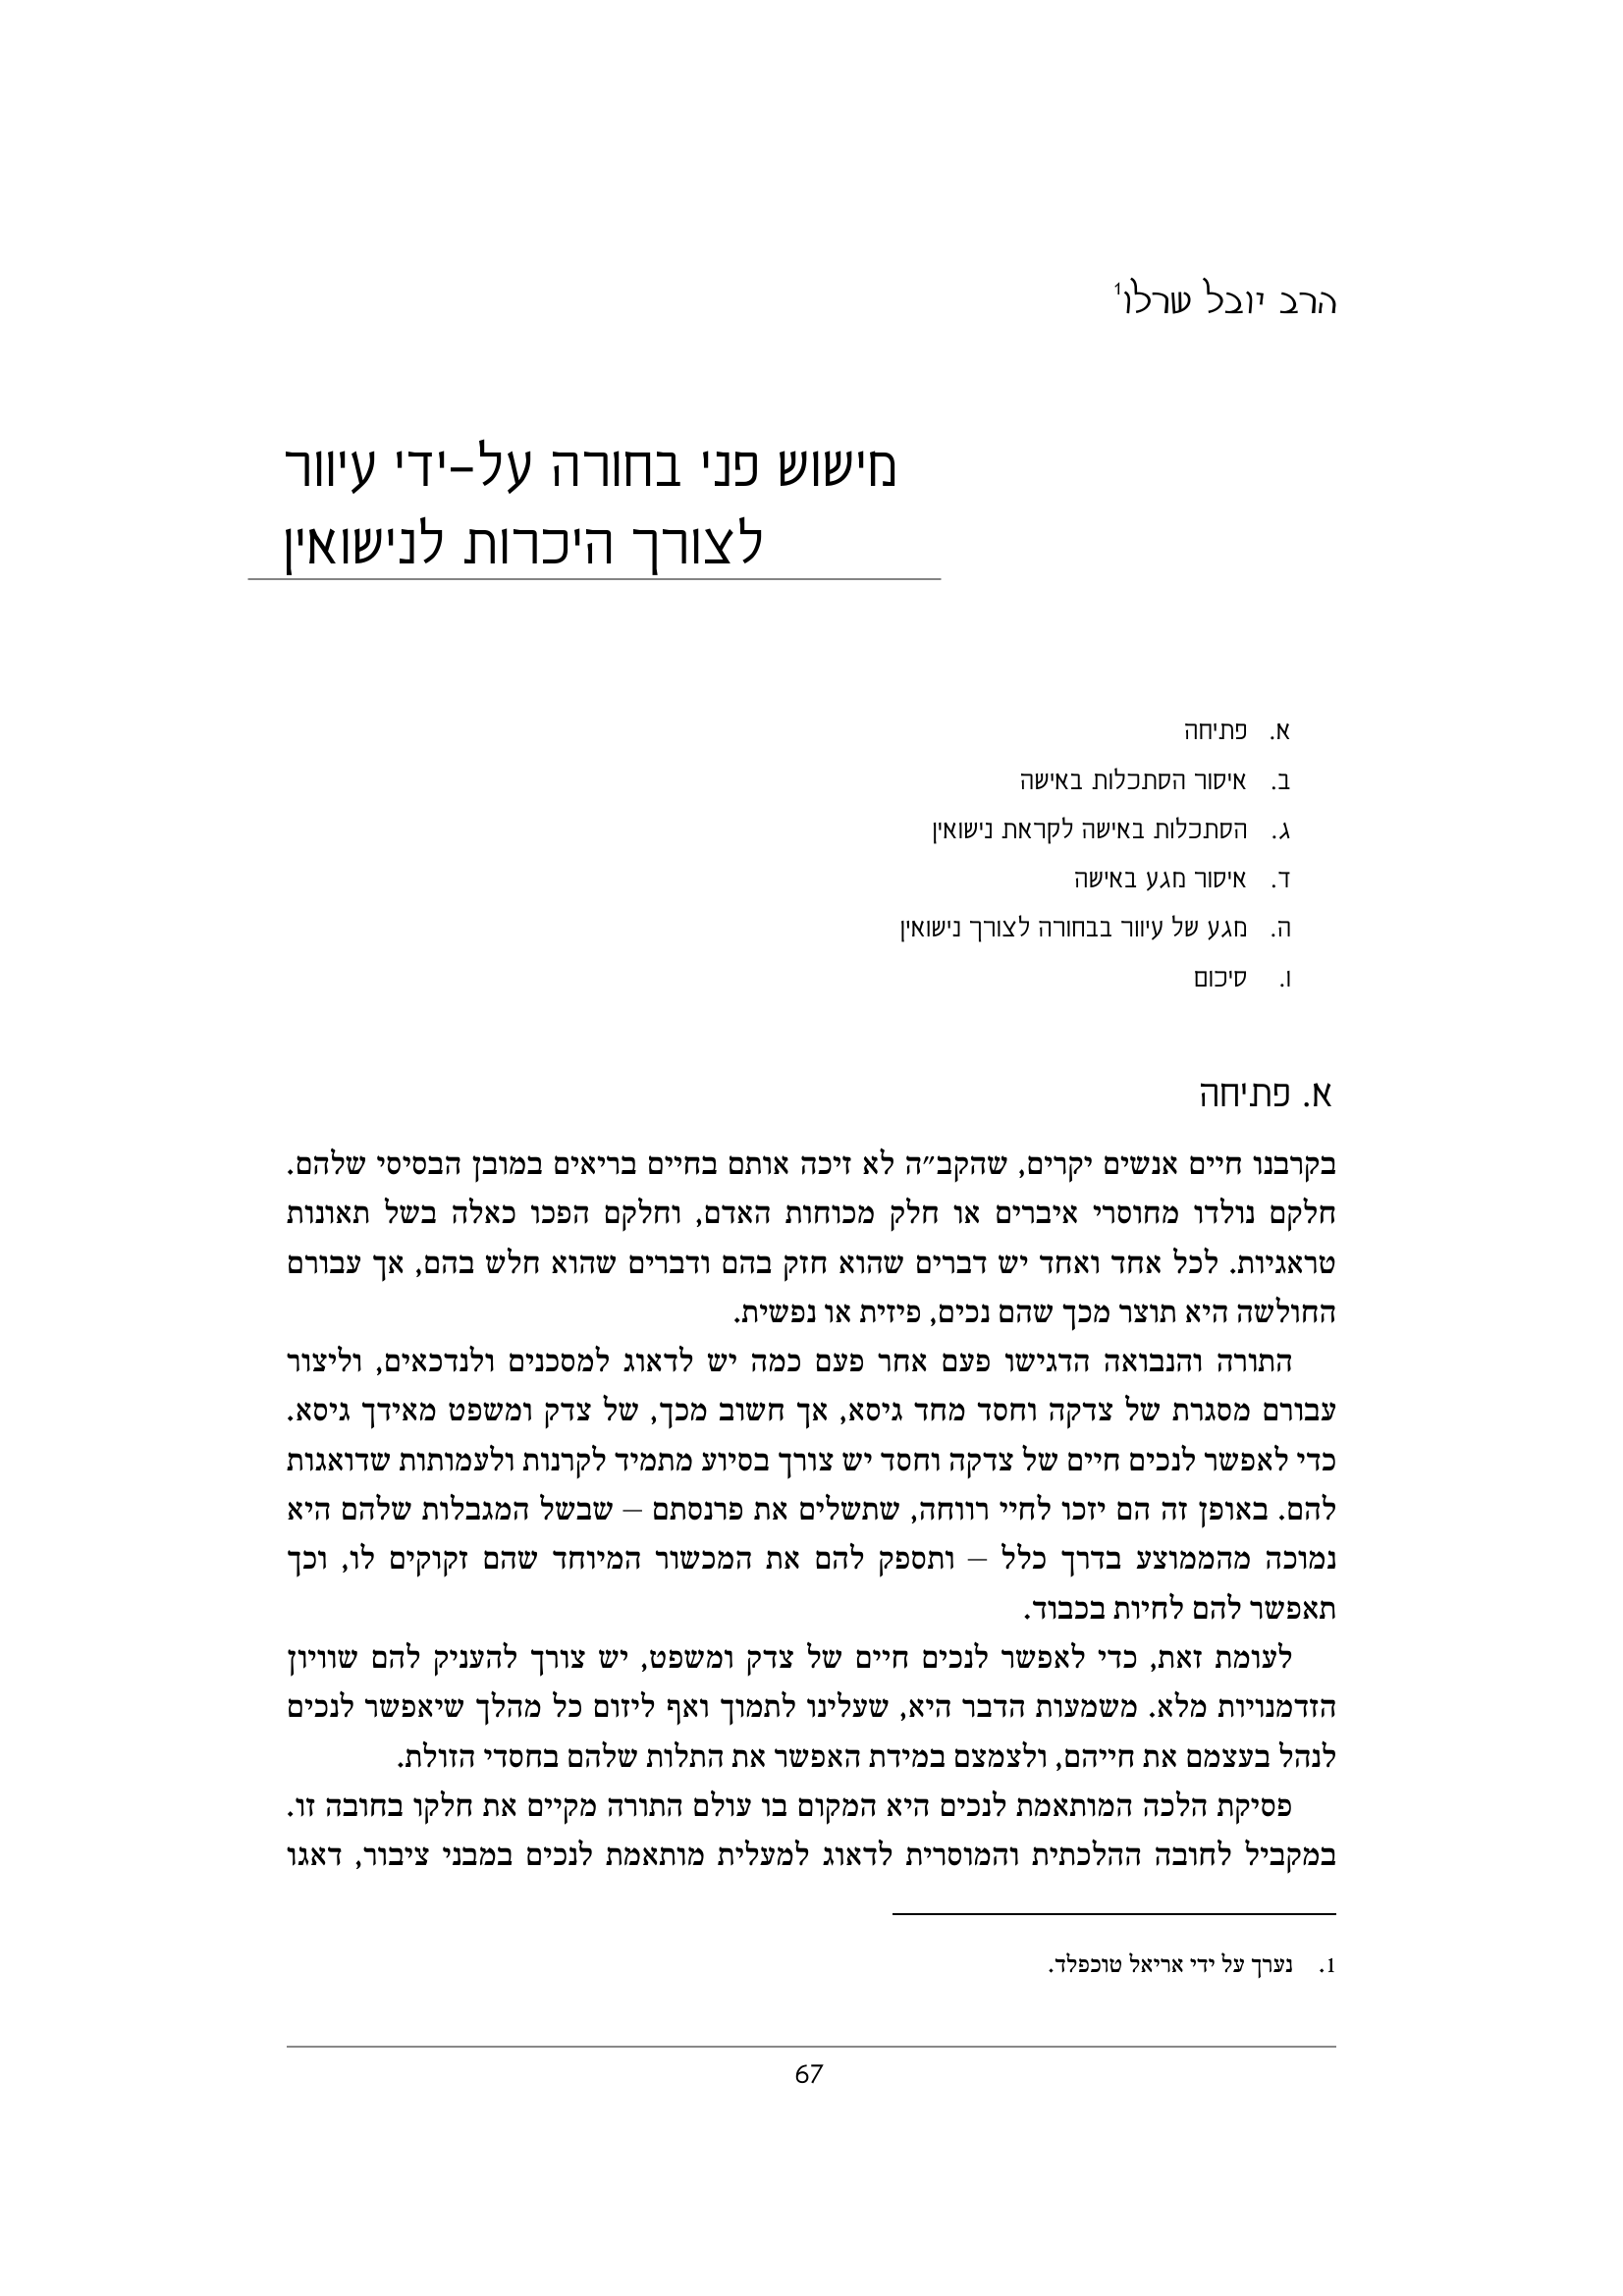 הרב יובל שרלו1
מישוש פני בחורה על-ידי עיוור
לצורך היכרות לנישואין
א. פתיחה
ב. איסור הסתכלות באישה
ג. הסתכלות באישה לקראת נישואין
ד. איסור מגע באישה
ה. מגע של עיוור בבחורה לצורך נישואין
ו. סיכום
א. פתיחה
בקרבנו חיים אנשים יקרים, שהקב״ה לא זיכה אותם בחיים בריאים במובן הבסיסי שלהם.
חלקם נולדו מחוסרי איברים או חלק מכוחות האדם, וחלקם הפכו כאלה בשל תאונות
טראגיות. לכל אחד ואחד יש דברים שהוא חזק בהם ודברים שהוא חלש בהם, אך עבורם
החולשה היא תוצר מכך שהם נכים, פיזית או נפשית.
התורה והנבואה הדגישו פעם אחר פעם כמה יש לדאוג למסכנים ולנדכאים, וליצור
עבורם מסגרת של צדקה וחסד מחד גיסא, אך חשוב מכך, של צדק ומשפט מאידך גיסא.
כדי לאפשר לנכים חיים של צדקה וחסד יש צורך בסיוע מתמיד לקרנות ולעמותות שדואגות
להם. באופן זה הם יזכו לחיי רווחה, שתשלים את פרנסתם – שבשל המגבלות שלהם היא
נמוכה מהממוצע בדרך כלל – ותספק להם את המכשור המיוחד שהם זקוקים לו, וכך
תאפשר להם לחיות בכבוד.
לעומת זאת, כדי לאפשר לנכים חיים של צדק ומשפט, יש צורך להעניק להם שוויון
הזדמנויות מלא. משמעות הדבר היא, שעלינו לתמוך ואף ליזום כל מהלך שיאפשר לנכים
לנהל בעצמם את חייהם, ולצמצם במידת האפשר את התלות שלהם בחסדי הזולת.
פסיקת הלכה המותאמת לנכים היא המקום בו עולם התורה מקיים את חלקו בחובה זו.
במקביל לחובה ההלכתית והמוסרית לדאוג למעלית מותאמת לנכים במבני ציבור, דאגו
1. נערך על ידי אריאל טוכפלד.
67